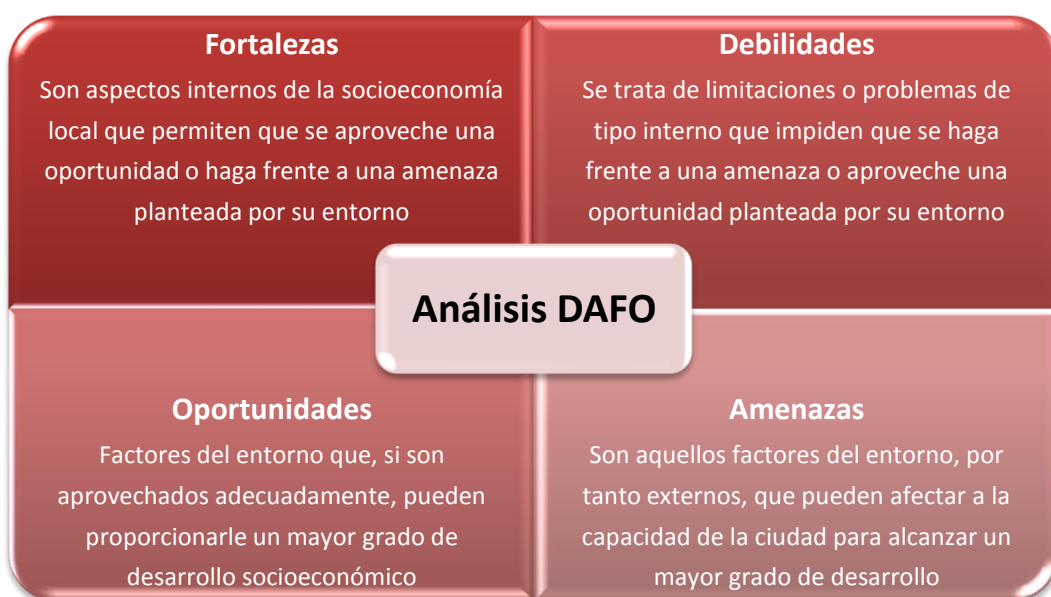 Fortalezas
Son aspectos internos de la socioeconomía
local que permiten que se aproveche una
oportunidad o haga frente a una amenaza
planteada por su entorno
Debilidades
Se trata de limitaciones o problemas de
tipo interno que impiden que se haga
frente a una amenaza o aproveche una
oportunidad planteada por su entorno
Análisis DAFO
Oportunidades
Factores del entorno que, si son
aprovechados adecuadamente, pueden
proporcionarle un mayor grado de
desarrollo socioeconómico
Amenazas
Son aquellos factores del entorno, por
tanto externos, que pueden afectar a la
capacidad de la ciudad para alcanzar un
mayor grado de desarrollo